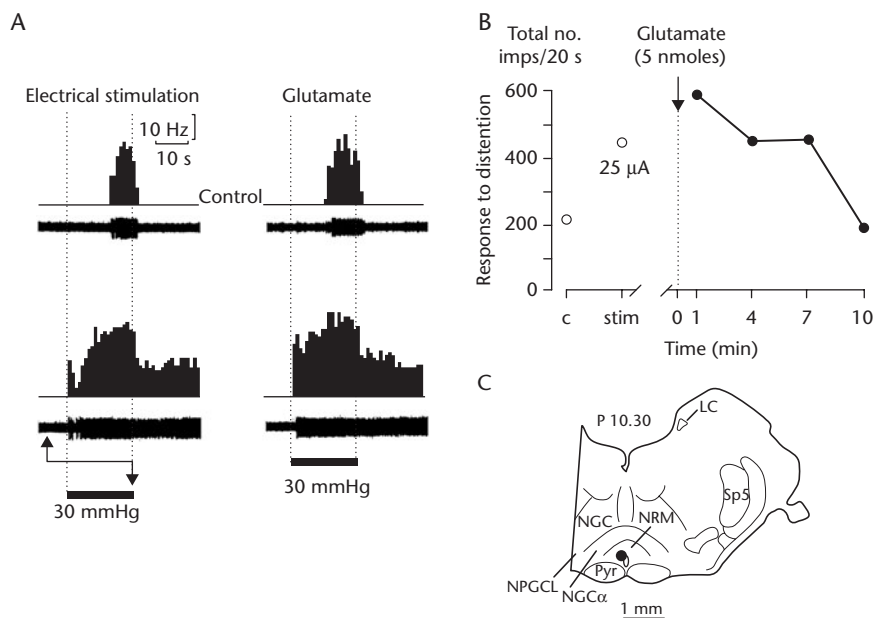 A
Electrical stimulation
Glutamate
10 Hz
10 s
Control
30 mmHg
30 mmHg
B
Total no.
imps/20 s
Glutamate
(5 nmoles)
Response to distention
600
400
200
0
25 µA
c
stim
0
1
4
7
10
Time (min)
C
P 10.30
LC
Sp5
NGC
NRM
Pyr
NPGCL
NGCα
1 mm